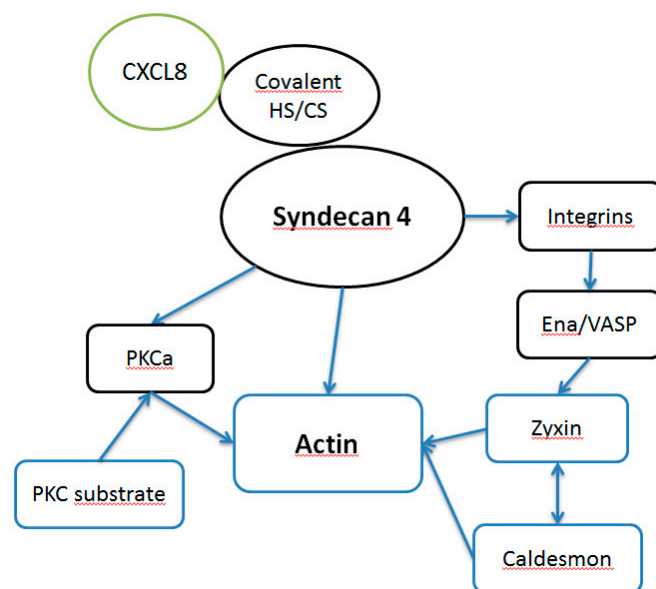 CXCL8
Covalent
HS/CS
Syndecan 4
Integrins
Ena/VASP
PKCa
Actin
Zyxin
PKC substrate
Caldesmon